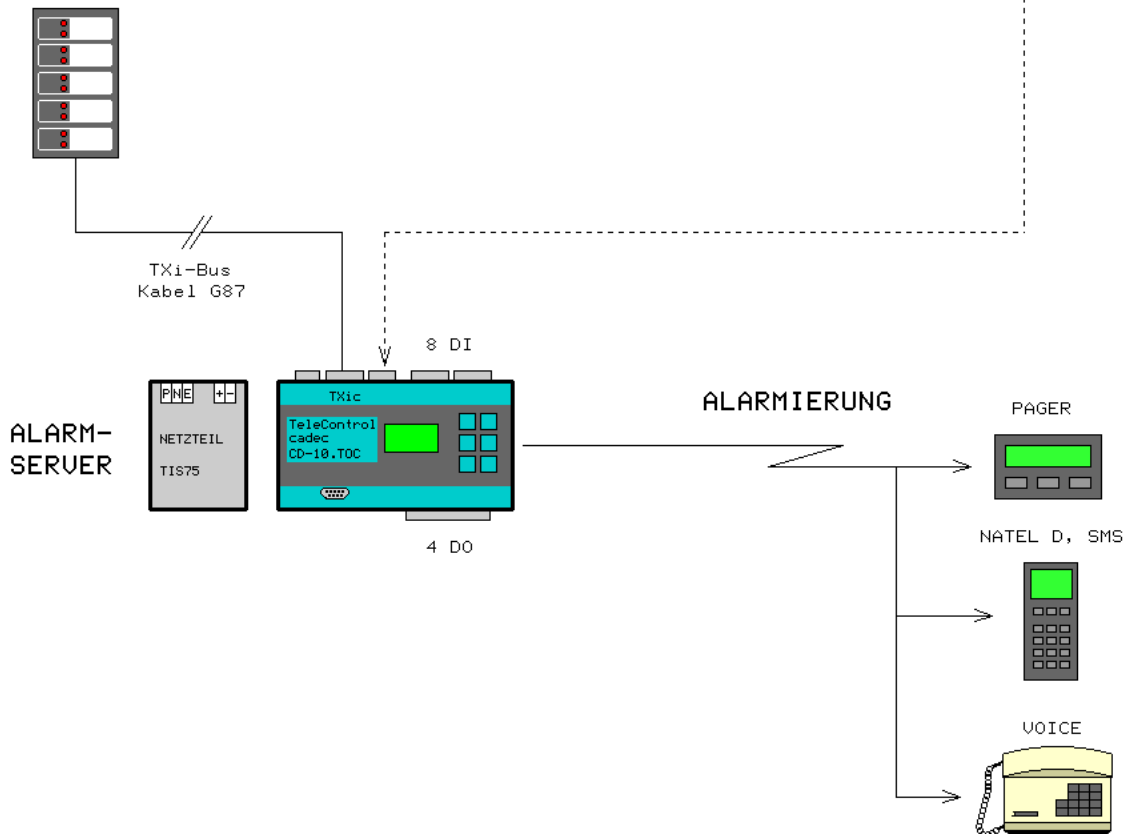 TXi-Bus
Kabel G87
8 DI
PNE +-
TXic
ALARMIERUNG
PAGER
ALARM-
SERVER
NETZTEIL
TIS75
TeleControl
cadec
CD-10.TOC
4 DO
NATEL D, SMS
VOICE